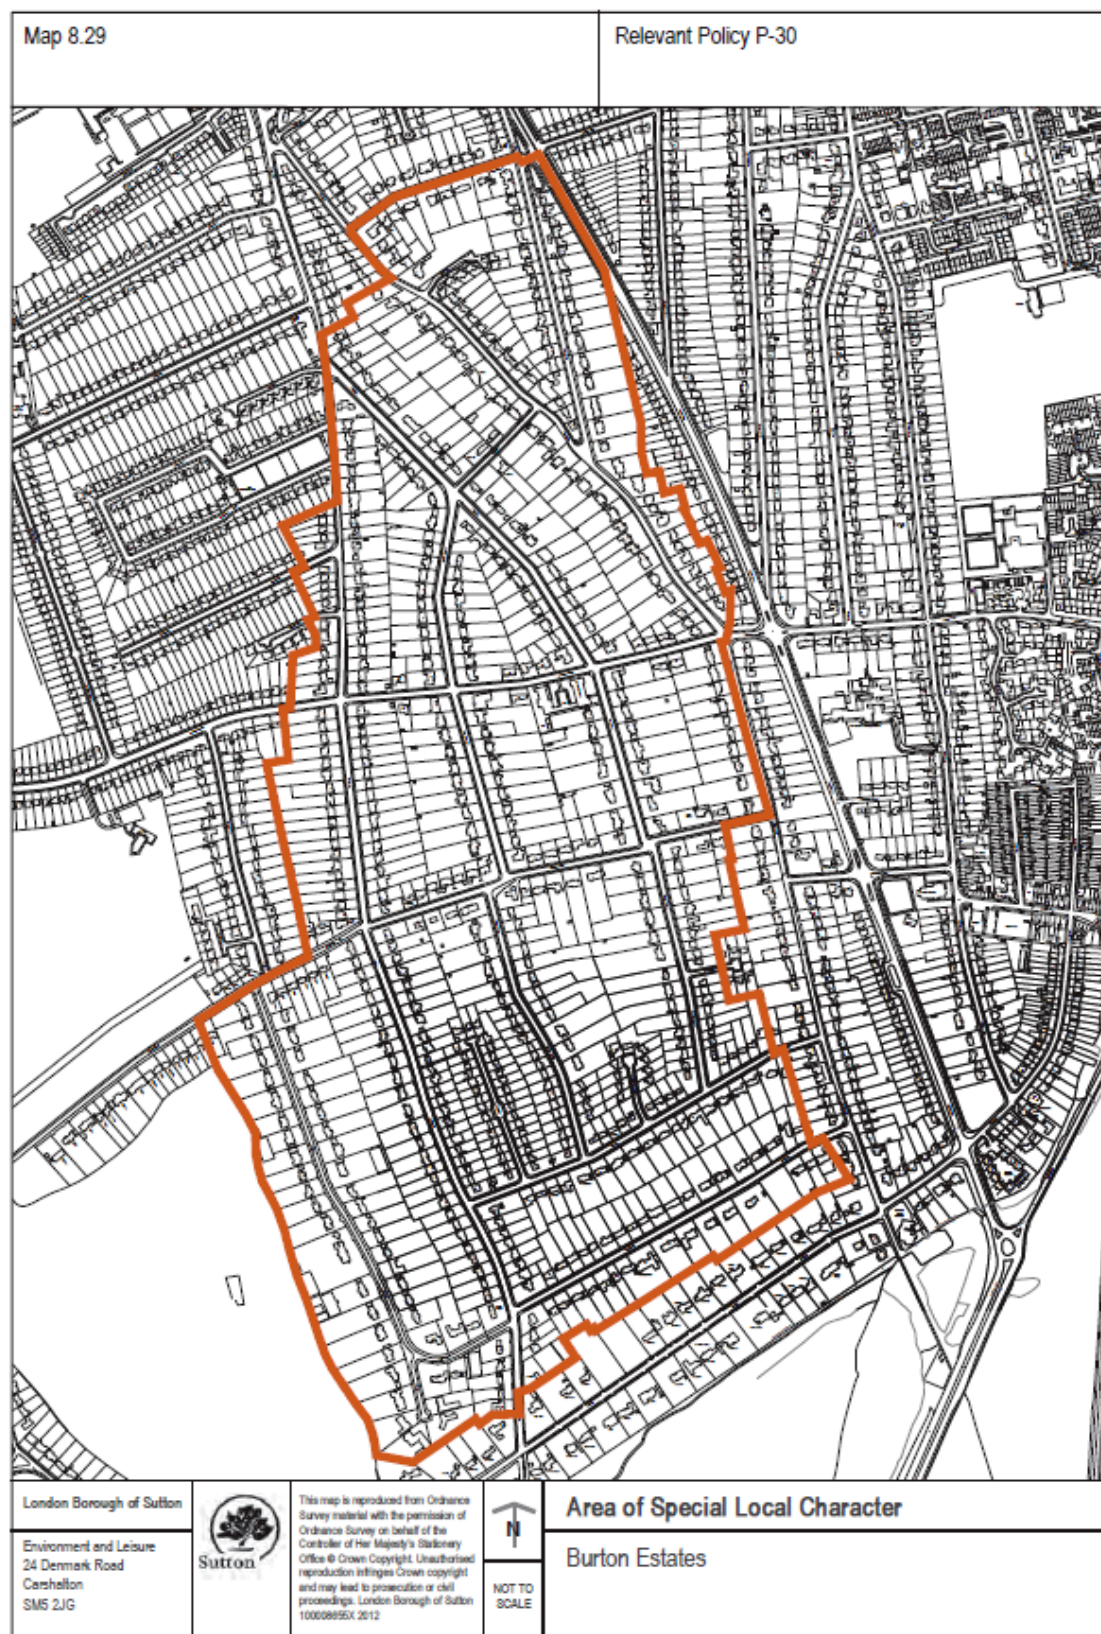 Map 8.29
Relevant Policy P-30
London Borough of Sutton
Environment and Leisure
24 Denmark Road
Carshalton
SM5 2JG
Sutton
This map is reproduced from Ordnance
Survey material with the permission of
Ordnance Survey on behalf of the
Controller of Her Majesty's Stationery
Office © Crown Copyright. Unauthorised
reproduction infringes Crown copyright
and may lead to prosecution or civil
proceedings. London Borough of Sutton
100008655X 2012
N
NOT TO
SCALE
Area of Special Local Character
Burton Estates